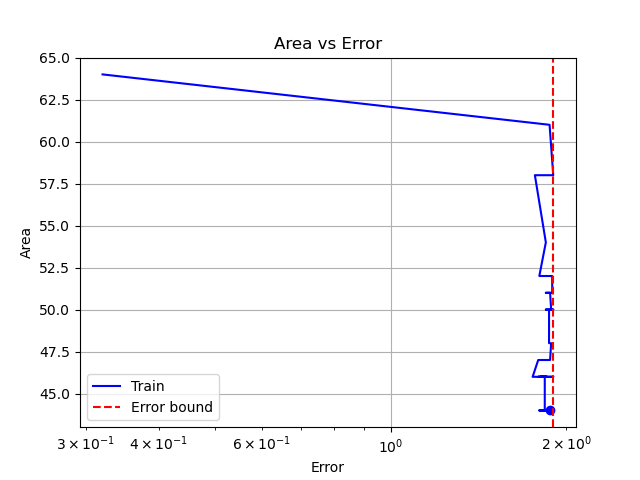 Area vs Error
65.0
62.5
60.0
57.5
55.0
52.5
50.0
47.5
45.0
Area
Train
Error bound
3 × 10⁻¹
4 × 10⁻¹
6 × 10⁻¹
10⁰
2 × 10⁰
Error